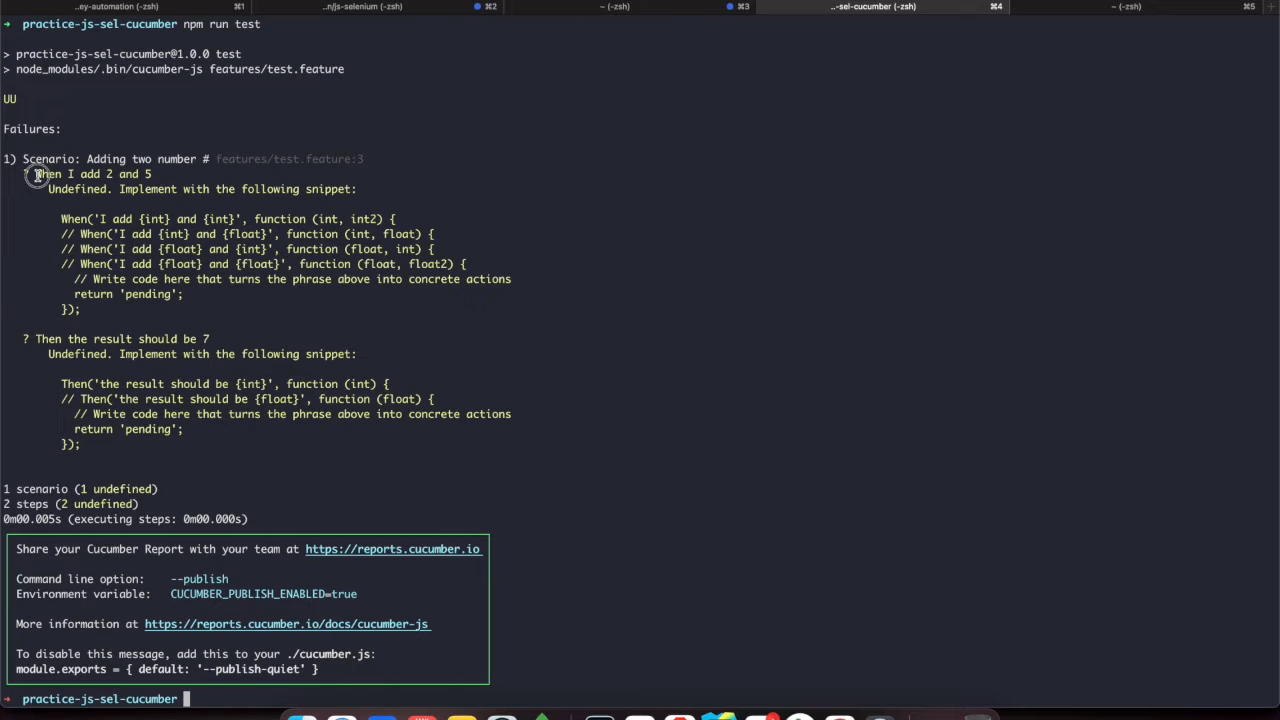 ..ey-automation (-zsh) ⌘1 ..n/js-selenium (-zsh) ⌘2 ~ (-zsh) ⌘3 ..-sel-cucumber (-zsh) ⌘4 ~ (-zsh) ⌘5
➜ practice-js-sel-cucumber npm run test
> practice-js-sel-cucumber@1.0.0 test
> node_modules/.bin/cucumber-js features/test.feature
UU
Failures:
1) Scenario: Adding two number # features/test.feature:3
? When I add 2 and 5
Undefined. Implement with the following snippet:
When('I add {int} and {int}', function (int, int2) {
// When('I add {int} and {float}', function (int, float) {
// When('I add {float} and {int}', function (float, int) {
// When('I add {float} and {float}', function (float, float2) {
// Write code here that turns the phrase above into concrete actions
return 'pending';
});
? Then the result should be 7
Undefined. Implement with the following snippet:
Then('the result should be {int}', function (int) {
// Then('the result should be {float}', function (float) {
// Write code here that turns the phrase above into concrete actions
return 'pending';
});
1 scenario (1 undefined)
2 steps (2 undefined)
0m00.005s (executing steps: 0m00.000s)
Share your Cucumber Report with your team at https://reports.cucumber.io
Command line option: --publish
Environment variable: CUCUMBER_PUBLISH_ENABLED=true
More information at https://reports.cucumber.io/docs/cucumber-js
To disable this message, add this to your ./cucumber.js:
module.exports = { default: '--publish-quiet' }
➜ practice-js-sel-cucumber